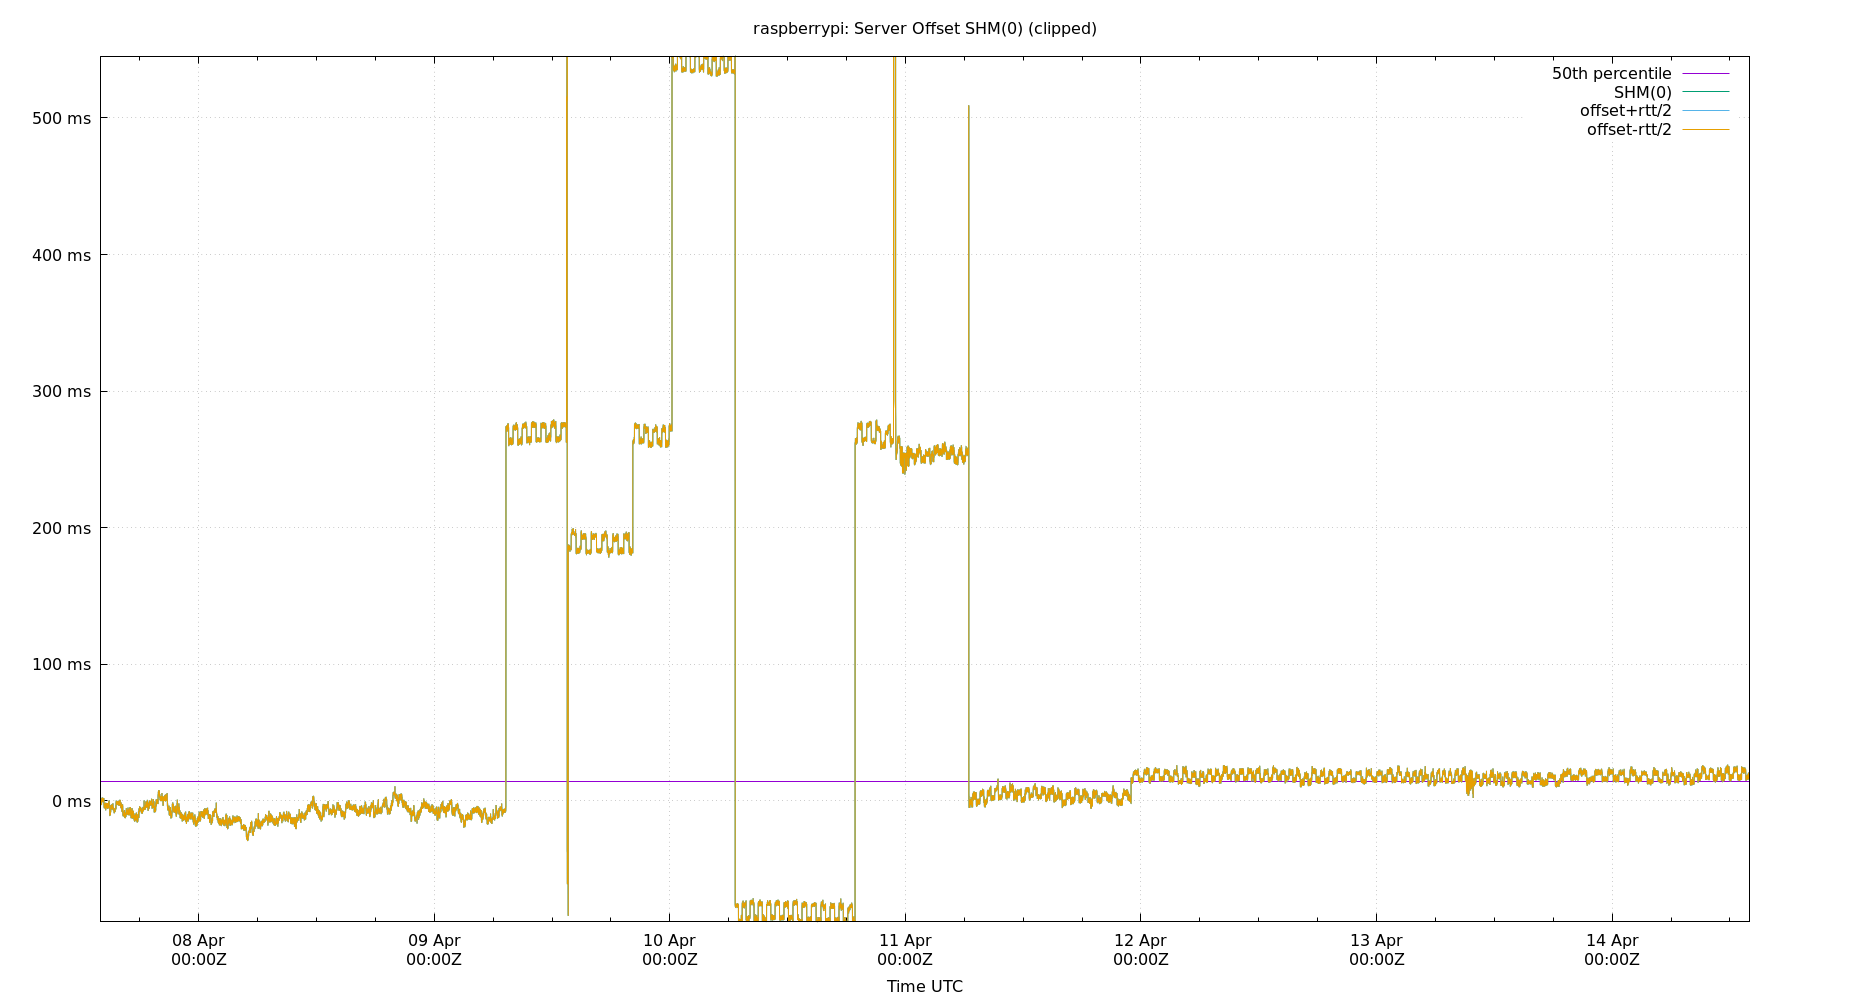 raspberrypi: Server Offset SHM(0) (clipped)
50th percentile
SHM(0)
offset+rtt/2
offset-rtt/2
500 ms
400 ms
300 ms
200 ms
100 ms
0 ms
08 Apr
00:00Z
09 Apr
00:00Z
10 Apr
00:00Z
11 Apr
00:00Z
12 Apr
00:00Z
13 Apr
00:00Z
14 Apr
00:00Z
Time UTC